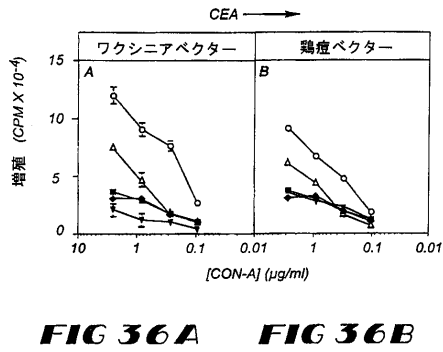 CEA
ワクシニアベクター 鶏痘ベクター
A B
増殖 (CPM X 10⁻⁴)
15
10
5
0
10 1 0.1 0.01 1 0.1 0.01
[CON-A] (µg/ml)
FIG 36A FIG 36B